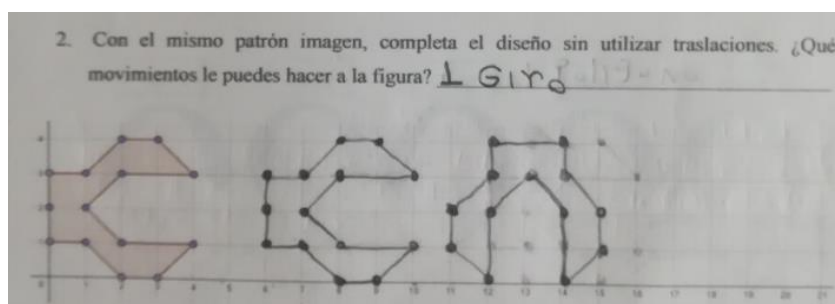 2. Con el mismo patrón imagen, completa el diseño sin utilizar traslaciones. ¿Qué
movimientos le puedes hacer a la figura? 1 Giro